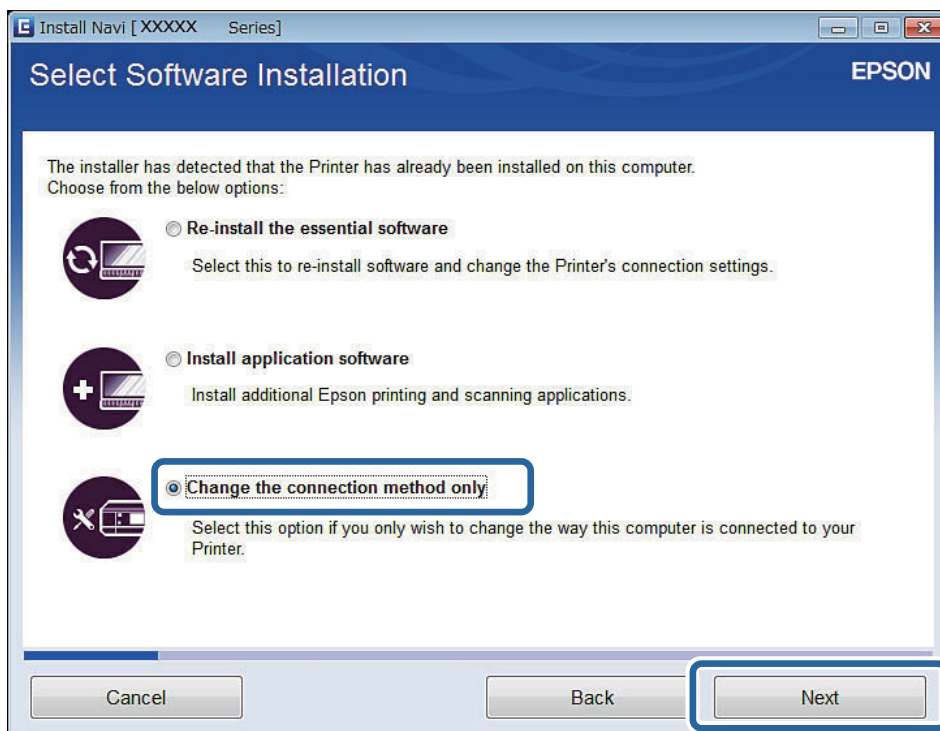 Install Navi [ XXXXX Series]
Select Software Installation
EPSON
The installer has detected that the Printer has already been installed on this computer.
Choose from the below options:
Re-install the essential software
Select this to re-install software and change the Printer's connection settings.
Install application software
Install additional Epson printing and scanning applications.
Change the connection method only
Select this option if you only wish to change the way this computer is connected to your
Printer.
Cancel
Back
Next